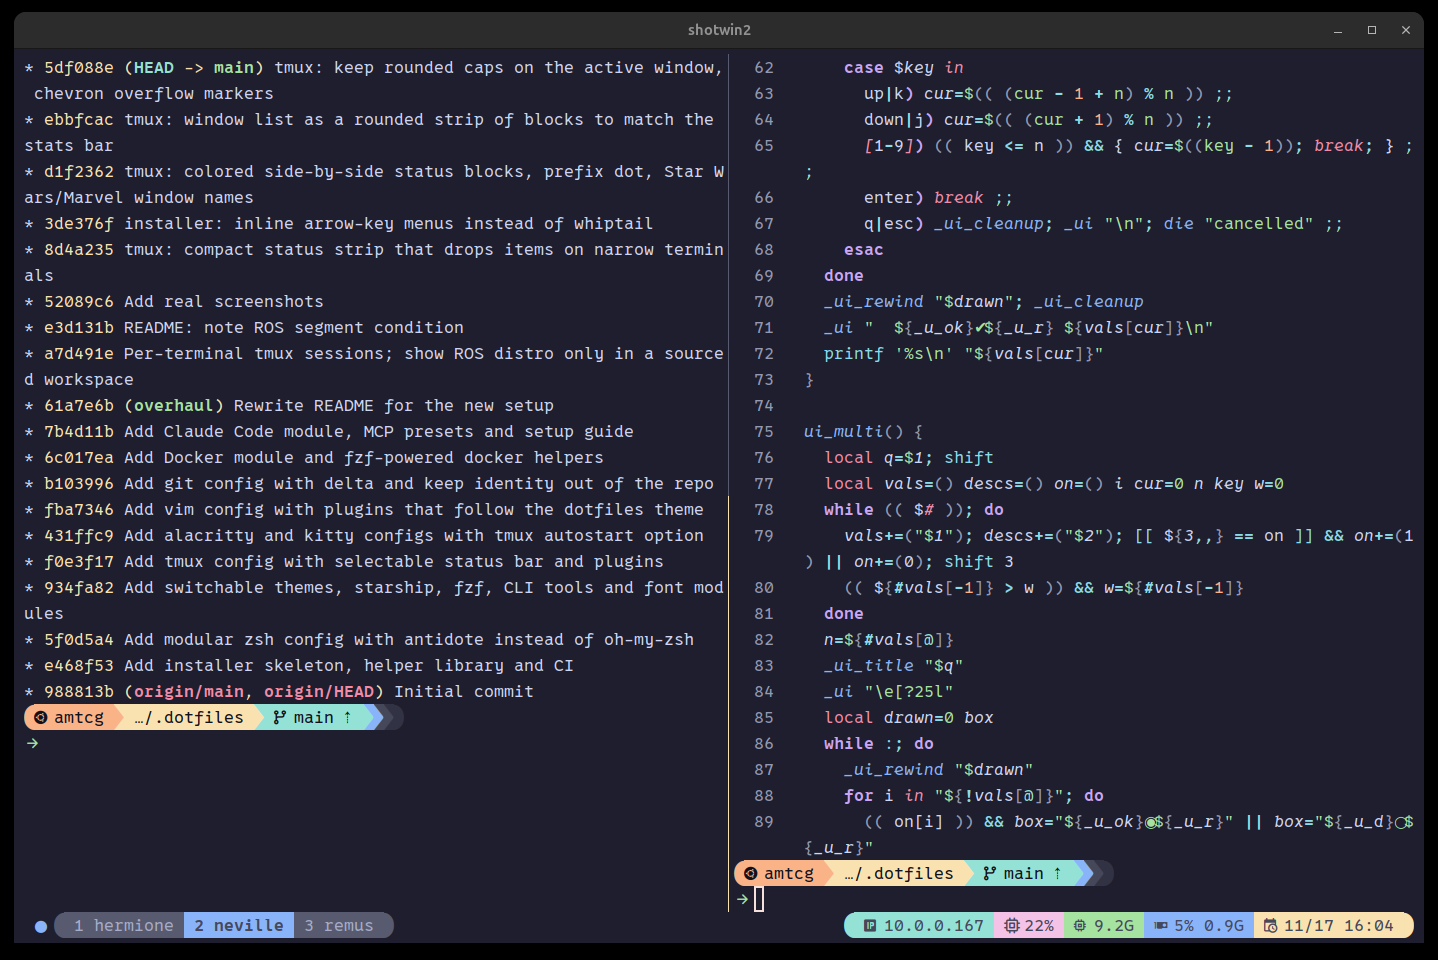 shotwin2
* 5df088e (HEAD -> main) tmux: keep rounded caps on the active window,
 chevron overflow markers
* ebbfcac tmux: window list as a rounded strip of blocks to match the
stats bar
* d1f2362 tmux: colored side-by-side status blocks, prefix dot, Star W
ars/Marvel window names
* 3de376f installer: inline arrow-key menus instead of whiptail
* 8d4a235 tmux: compact status strip that drops items on narrow termin
als
* 52089c6 Add real screenshots
* e3d131b README: note ROS segment condition
* a7d491e Per-terminal tmux sessions; show ROS distro only in a source
d workspace
* 61a7e6b (overhaul) Rewrite README for the new setup
* 7b4d11b Add Claude Code module, MCP presets and setup guide
* 6c017ea Add Docker module and fzf-powered docker helpers
* b103996 Add git config with delta and keep identity out of the repo
* fba7346 Add vim config with plugins that follow the dotfiles theme
* 431ffc9 Add alacritty and kitty configs with tmux autostart option
* f0e3f17 Add tmux config with selectable status bar and plugins
* 934fa82 Add switchable themes, starship, fzf, CLI tools and font mod
ules
* 5f0d5a4 Add modular zsh config with antidote instead of oh-my-zsh
* e468f53 Add installer skeleton, helper library and CI
* 988813b (origin/main, origin/HEAD) Initial commit
amtcg …/.dotfiles main ↑
→
62 case $key in
63 up|k) cur=$(( (cur - 1 + n) % n )) ;;
64 down|j) cur=$(( (cur + 1) % n )) ;;
65 [1-9]) (( key <= n )) && { cur=$((key - 1)); break; } ;
;
66 enter) break ;;
67 q|esc) _ui_cleanup; _ui "\n"; die "cancelled" ;;
68 esac
69 done
70 _ui_rewind "$drawn"; _ui_cleanup
71 _ui "  ${_u_ok}✔${_u_r} ${vals[cur]}\n"
72 printf '%s\n' "${vals[cur]}"
73 }
74
75 ui_multi() {
76 local q=$1; shift
77 local vals=() descs=() on=() i cur=0 n key w=0
78 while (( $# )); do
79 vals+=("$1"); descs+=("$2"); [[ ${3,,} == on ]] && on+=(1
) || on+=(0); shift 3
80 (( ${#vals[-1]} > w )) && w=${#vals[-1]}
81 done
82 n=${#vals[@]}
83 _ui_title "$q"
84 _ui "\e[?25l"
85 local drawn=0 box
86 while :; do
87 _ui_rewind "$drawn"
88 for i in "${!vals[@]}"; do
89 (( on[i] )) && box="${_u_ok}◉${_u_r}" || box="${_u_d}○$
{_u_r}"
amtcg …/.dotfiles main ↑
→
1 hermione 2 neville 3 remus
IP 10.0.0.167 22% 9.2G 5% 0.9G 11/17 16:04